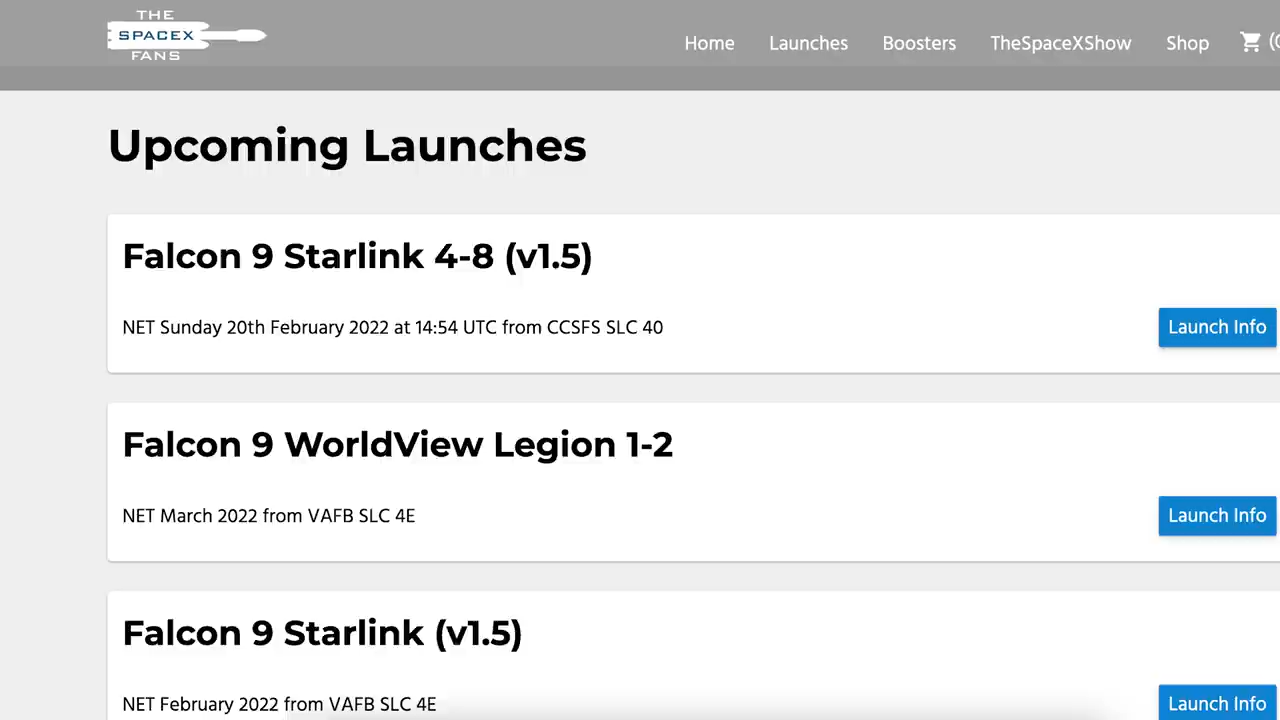 THE
SPACEX
FANS
Home Launches Boosters TheSpaceXShow Shop
Upcoming Launches
Falcon 9 Starlink 4-8 (v1.5)
NET Sunday 20th February 2022 at 14:54 UTC from CCSFS SLC 40
Launch Info
Falcon 9 WorldView Legion 1-2
NET March 2022 from VAFB SLC 4E
Launch Info
Falcon 9 Starlink (v1.5)
NET February 2022 from VAFB SLC 4E
Launch Info